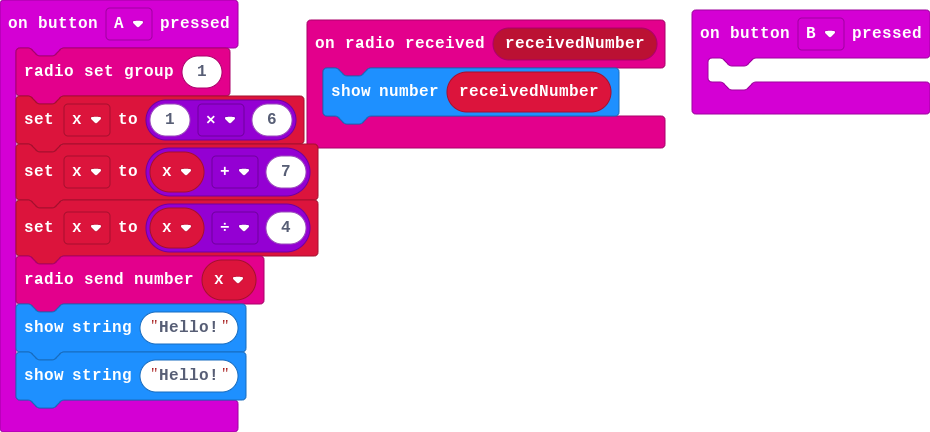 on button A pressed
radio set group 1
set x to 1 × 6
set x to x + 7
set x to x ÷ 4
radio send number x
show string "Hello!"
show string "Hello!"
on radio received receivedNumber
show number receivedNumber
on button B pressed